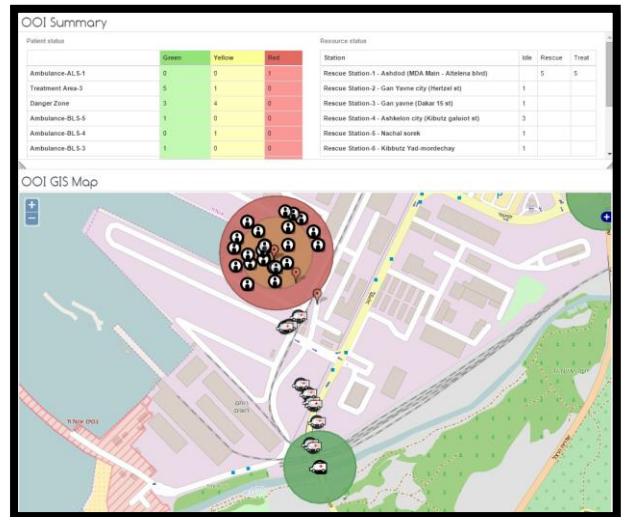 OOI Summary
Patient status
Green Yellow Red
Ambulance-ALS-1 0 0 1
Treatment Area-3 5 1 0
Danger Zone 3 4 0
Ambulance-BLS-5 1 0 0
Ambulance-BLS-4 0 1 0
Ambulance-BLS-3 1 0 0
Resource status
Station Idle Rescue Treat
Rescue Station-1 - Ashdod (MDA Main - Altelena blvd) 5 5
Rescue Station-2 - Gan Yavne city (Hertzel st) 1
Rescue Station-3 - Gan yavne (Dakar 15 st) 1
Rescue Station-4 - Ashkelon city (Kibutz galuiot st) 3
Rescue Station-5 - Nachal sorek 1
Rescue Station-6 - Kibbutz Yad-mordechay 1
OOI GIS Map
+
−